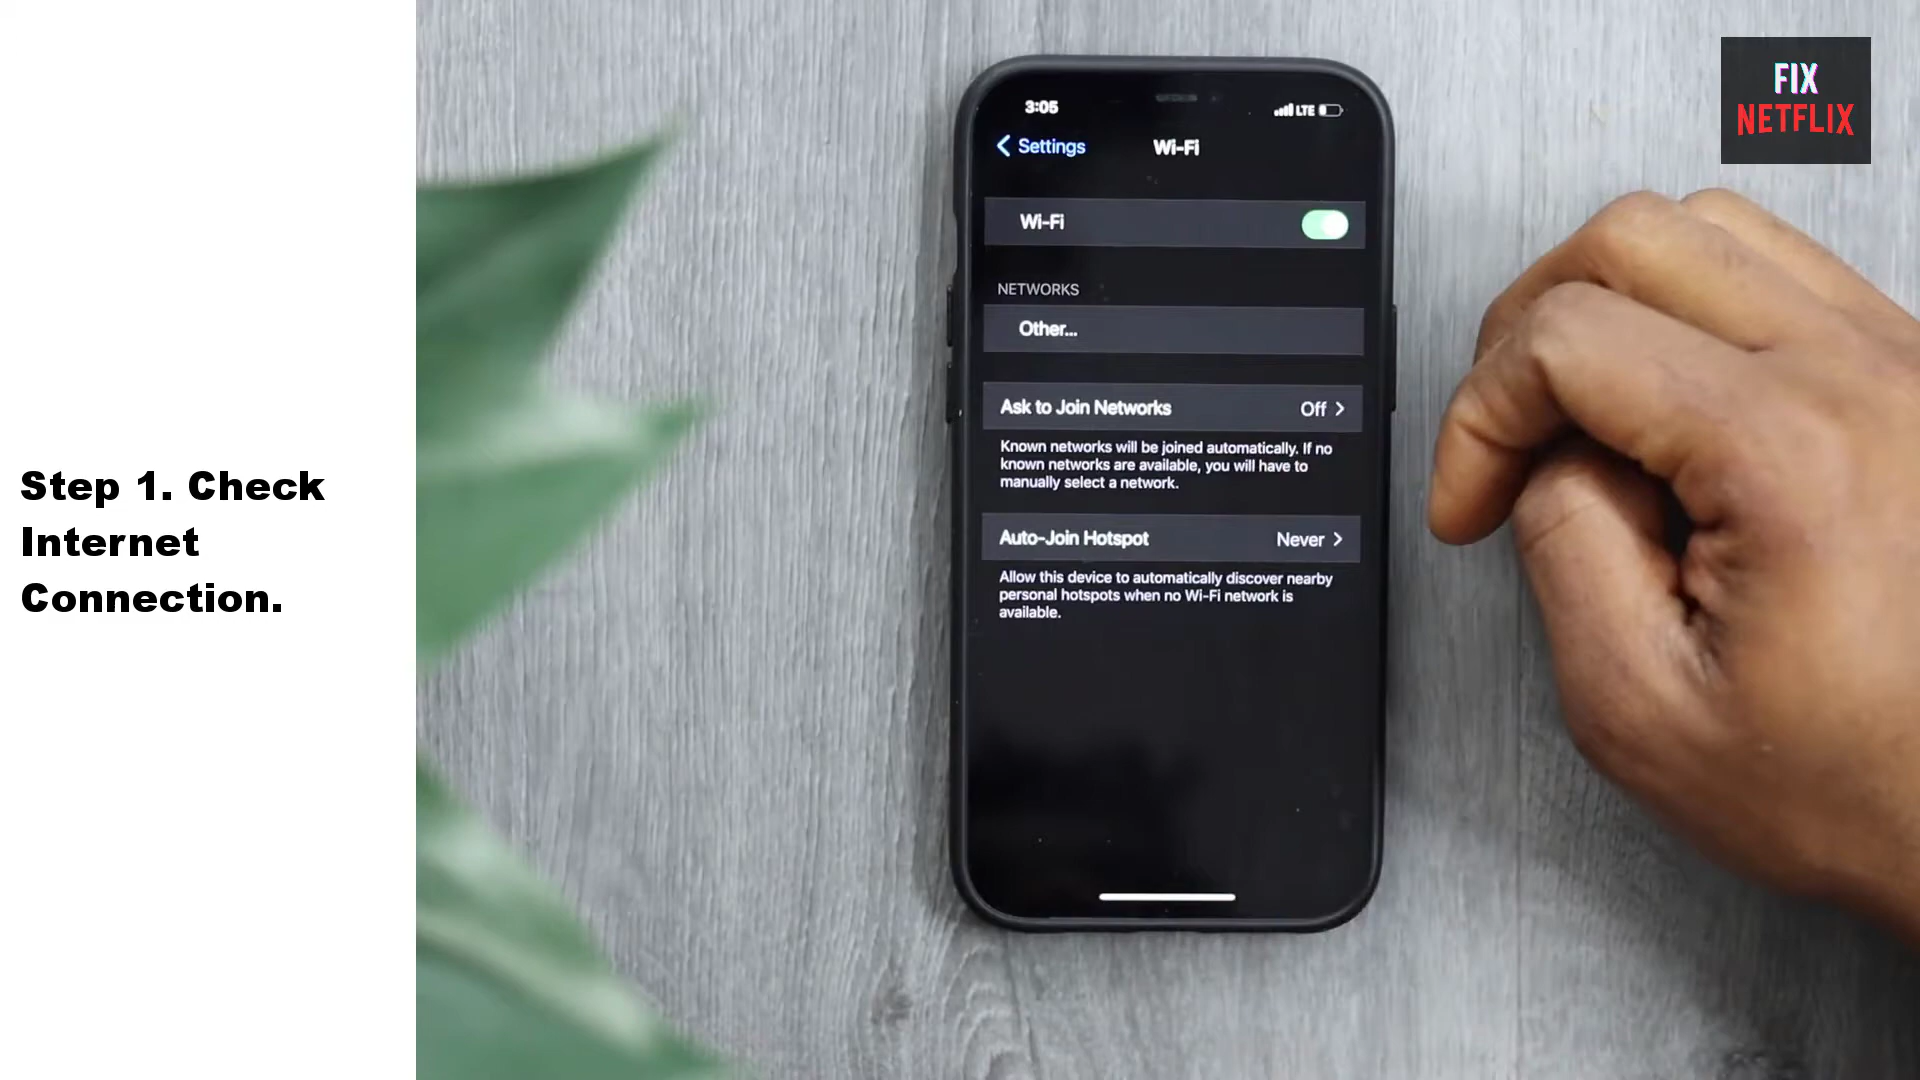 FIX
NETFLIX
3:05
LTE
Settings
Wi-Fi
Wi-Fi
NETWORKS
Other...
Ask to Join Networks Off
Known networks will be joined automatically. If no
known networks are available, you will have to
manually select a network.
Auto-Join Hotspot Never
Allow this device to automatically discover nearby
personal hotspots when no Wi-Fi network is
available.
Step 1. Check
Internet
Connection.